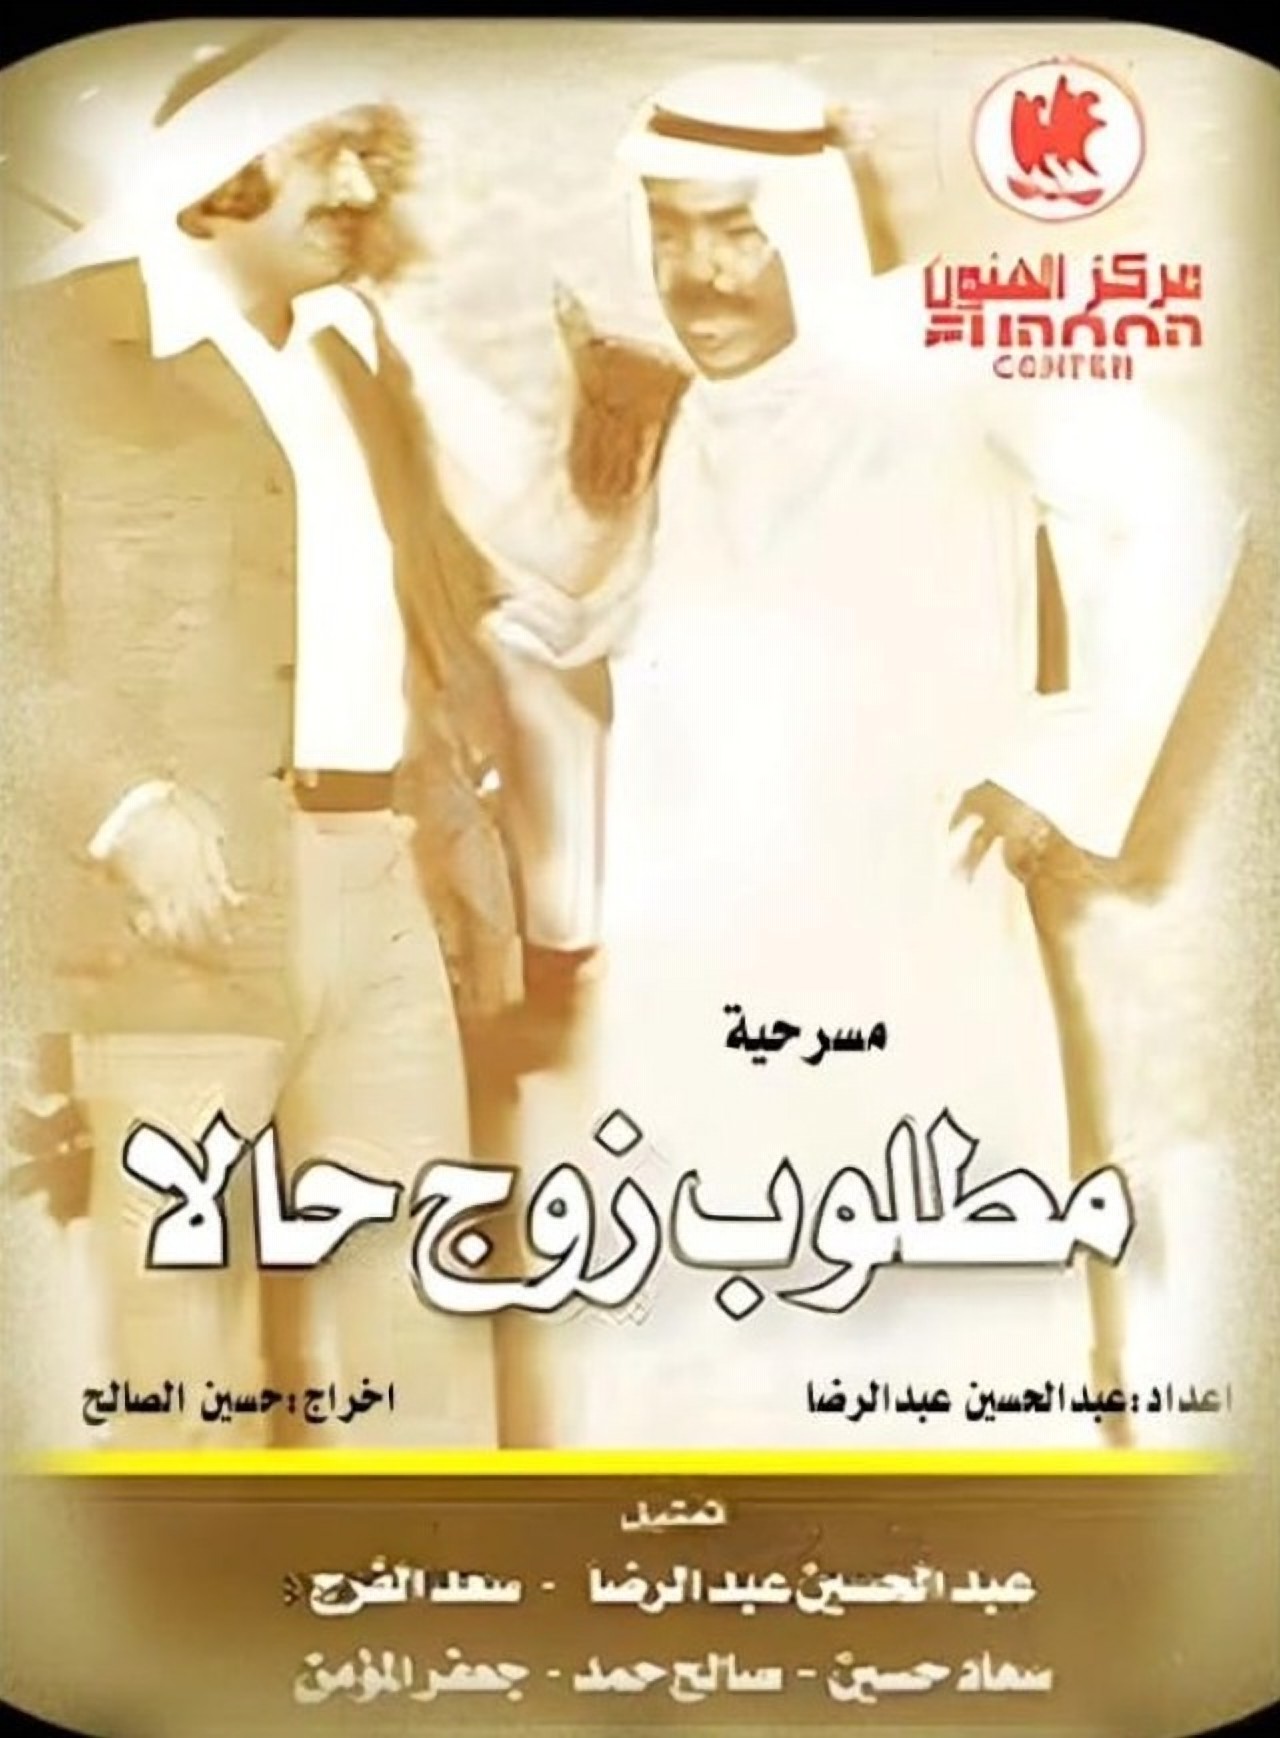 مركز الفنون
مسرحية
مطلوب زوج حالا
اعداد:عبدالحسين عبدالرضا
اخراج:حسين الصالح
تمثيل
عبدالحسين عبدالرضا - سعد الفرج
سعاد حسين - صالح حمد - جعفر المؤمن